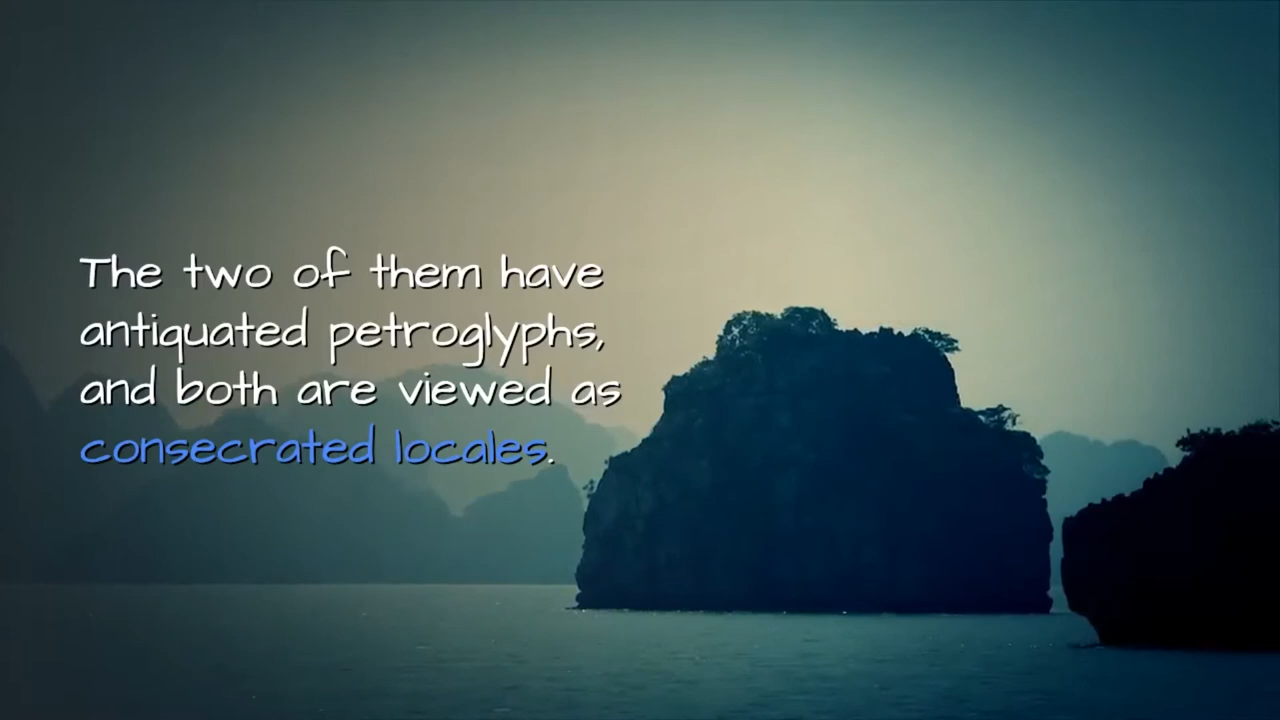 The two of them have
antiquated petroglyphs,
and both are viewed as
consecrated locales.